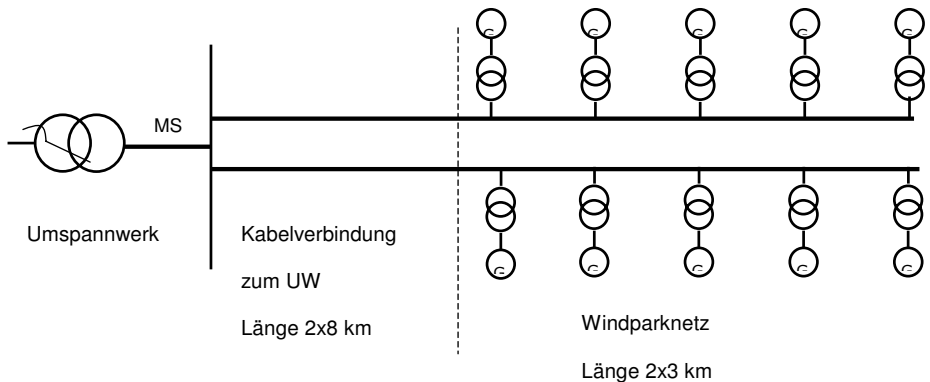 G G G G G
MS
Umspannwerk
Kabelverbindung
zum UW
Länge 2x8 km
G G G G G
Windparknetz
Länge 2x3 km